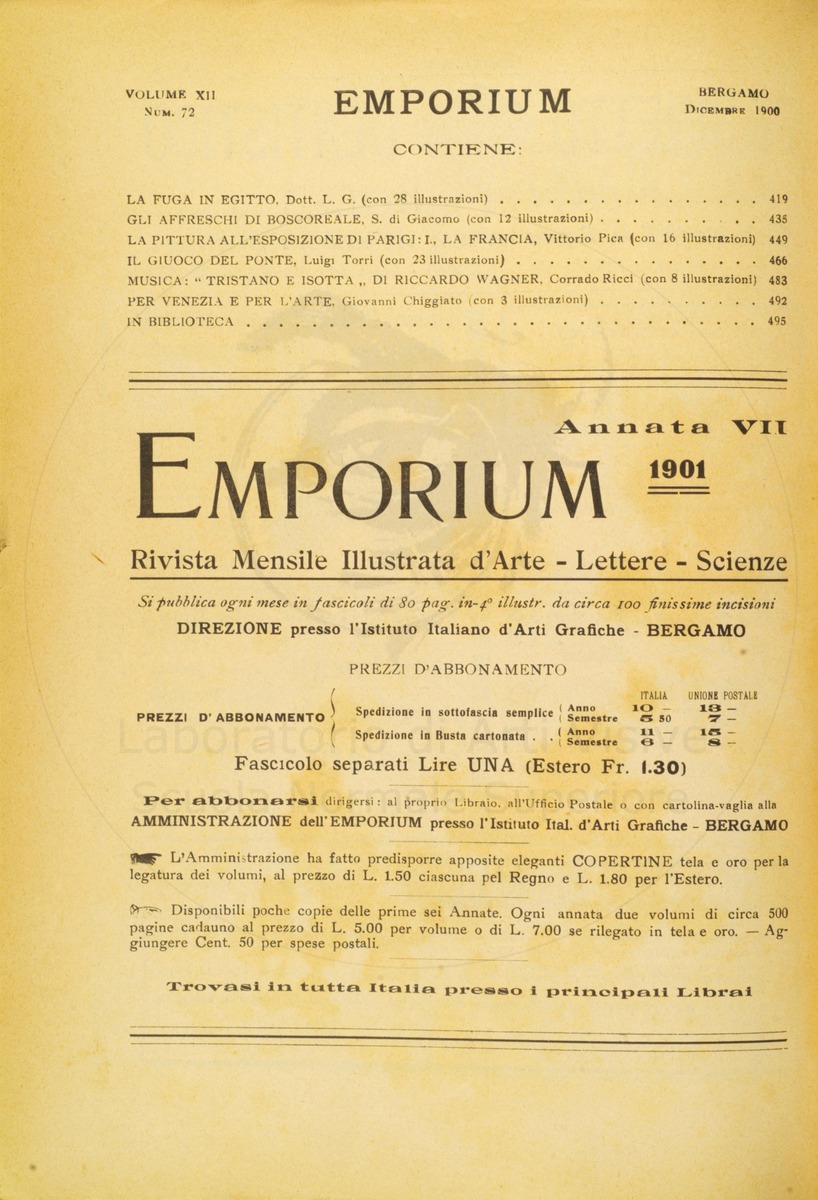 VOLUME XII
NUM. 72
EMPORIUM
BERGAMO
DICEMBRE 1900
CONTIENE:
LA FUGA IN EGITTO, Dott. L. G. (con 28 illustrazioni) . . . . . . . . . . . . . . . . 419
GLI AFFRESCHI DI BOSCOREALE, S. di Giacomo (con 12 illustrazioni) . . . . . . . . . . 435
LA PITTURA ALL'ESPOSIZIONE DI PARIGI: I., LA FRANCIA, Vittorio Pica (con 16 illustrazioni) 449
IL GIUOCO DEL PONTE, Luigi Torri (con 23 illustrazioni) . . . . . . . . . . . . . . . 466
MUSICA: “ TRISTANO E ISOTTA „ DI RICCARDO WAGNER, Corrado Ricci (con 8 illustrazioni) 483
PER VENEZIA E PER L'ARTE, Giovanni Chiggiato (con 3 illustrazioni) . . . . . . . . . . 492
IN BIBLIOTECA . . . . . . . . . . . . . . . . . . . . . . . . . . . . . . 495
Annata VII
EMPORIUM 1901
Rivista Mensile Illustrata d'Arte - Lettere - Scienze
Si pubblica ogni mese in fascicoli di 80 pag. in-4° illustr. da circa 100 finissime incisioni
DIREZIONE presso l'Istituto Italiano d'Arti Grafiche - BERGAMO
PREZZI D'ABBONAMENTO
ITALIA UNIONE POSTALE
PREZZI D'ABBONAMENTO
Spedizione in sottofascia semplice ( Anno 10 — 13 —
( Semestre 5 50 7 —
Spedizione in Busta cartonata . . ( Anno 11 — 15 —
( Semestre 6 — 8 —
Fascicolo separati Lire UNA (Estero Fr. 1.30)
Per abbonarsi dirigersi: al proprio Libraio, all'Ufficio Postale o con cartolina-vaglia alla
AMMINISTRAZIONE dell'EMPORIUM presso l'Istituto Ital. d'Arti Grafiche - BERGAMO
L'Amministrazione ha fatto predisporre apposite eleganti COPERTINE tela e oro per la
legatura dei volumi, al prezzo di L. 1.50 ciascuna pel Regno e L. 1.80 per l'Estero.
Disponibili poche copie delle prime sei Annate. Ogni annata due volumi di circa 500
pagine cadauno al prezzo di L. 5.00 per volume o di L. 7.00 se rilegato in tela e oro. — Ag-
giungere Cent. 50 per spese postali.
Trovasi in tutta Italia presso i principali Librai